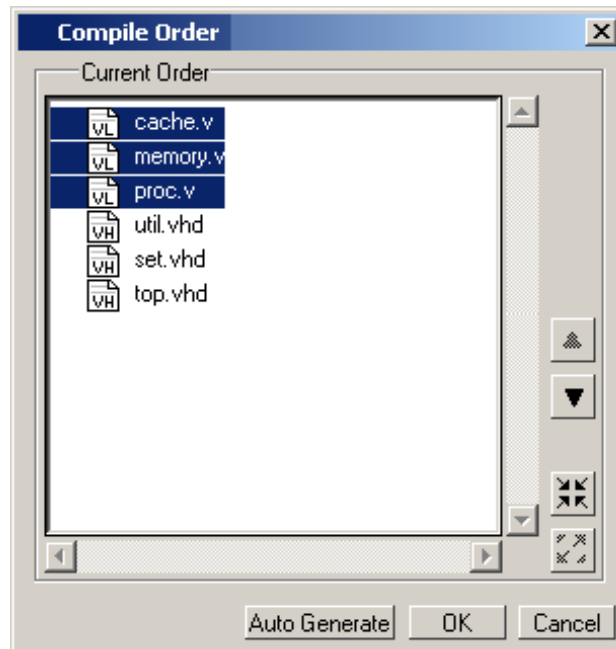 Compile Order
Current Order
VL cache.v
VL memory.v
VL proc.v
VH util.vhd
VH set.vhd
VH top.vhd
Auto Generate OK Cancel